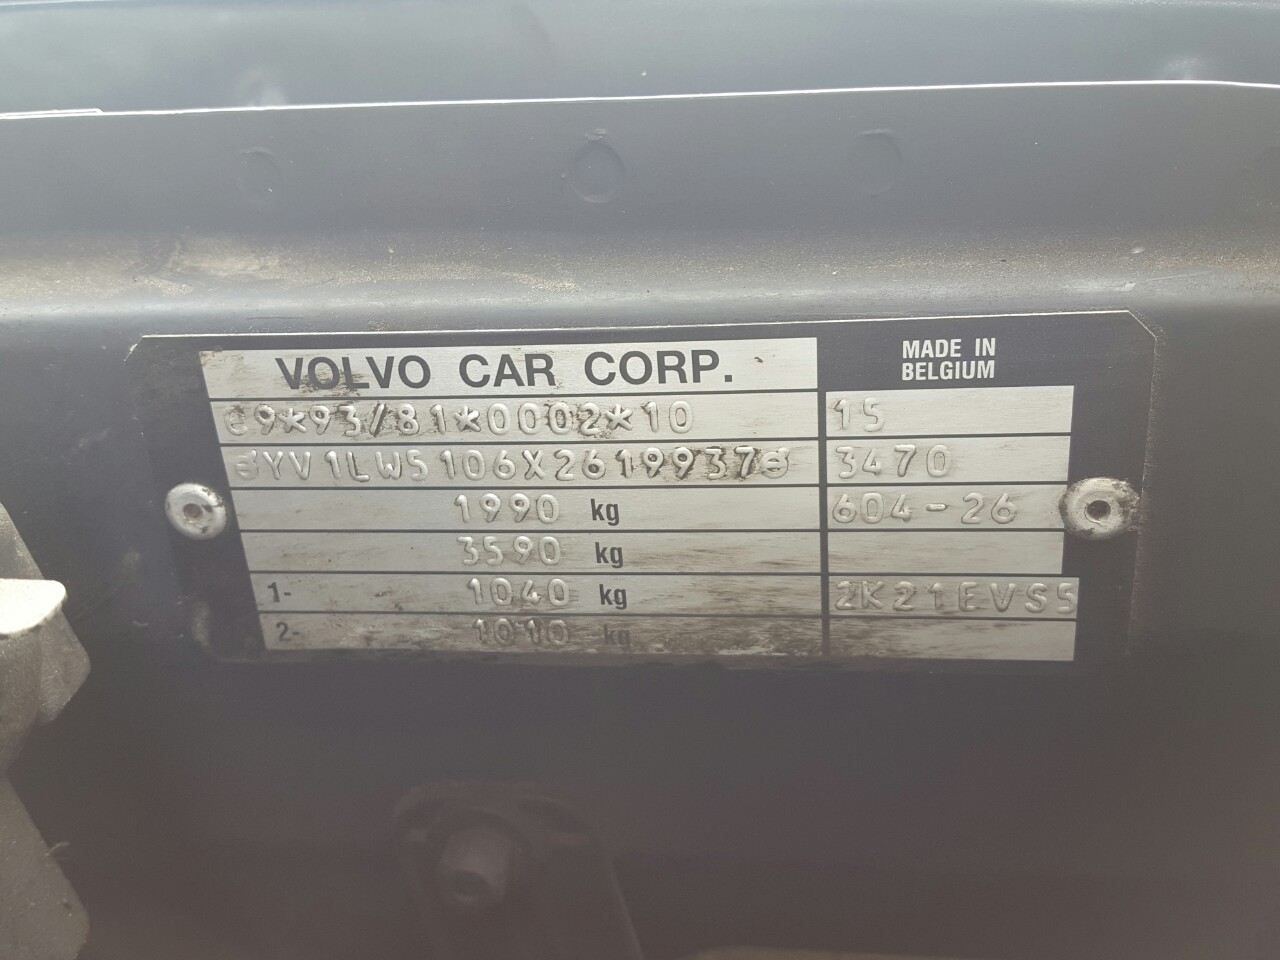 VOLVO CAR CORP.
MADE IN
BELGIUM
e9*93/81*0002*10
15
YV1LW5106X2619937
3470
1990 kg
604-26
3590 kg
1- 1040 kg
2K21EVS5
2- 1010 kg